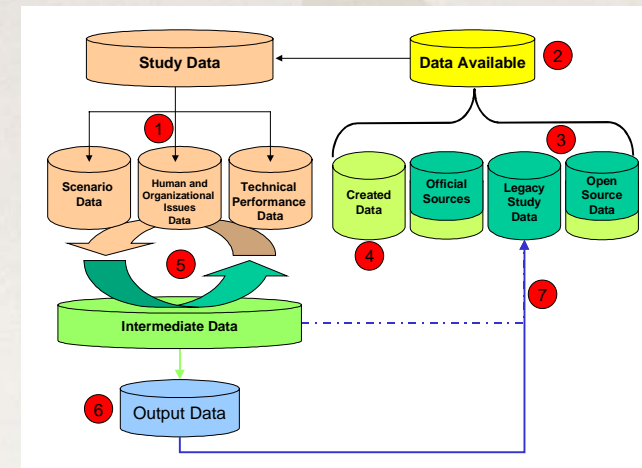 Study Data
Data Available
2
1
3
Scenario
Data
Human and
Organizational
Issues
Data
Technical
Performance
Data
Created
Data
Official
Sources
Legacy
Study
Data
Open
Source
Data
4
5
7
Intermediate Data
6
Output Data